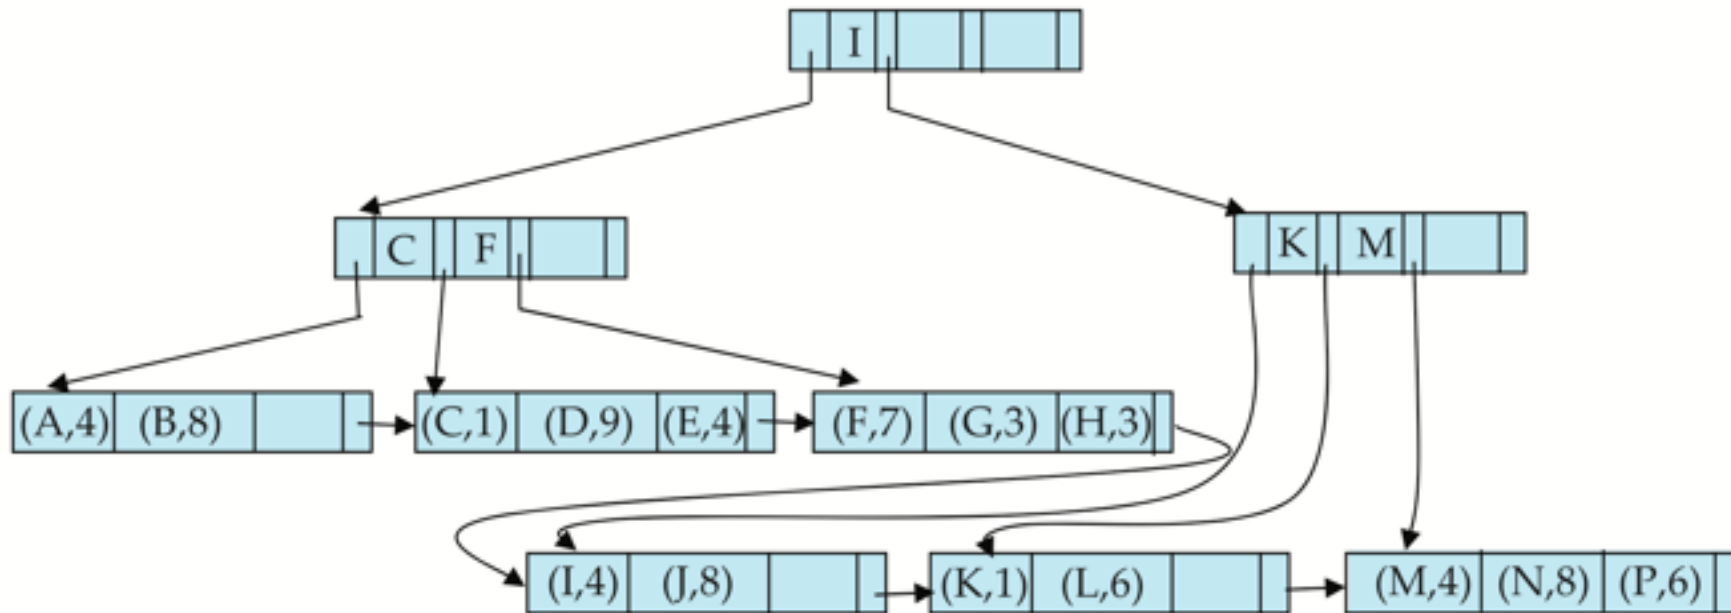 I
C F
K M
(A,4) (B,8) (C,1) (D,9) (E,4) (F,7) (G,3) (H,3)
(I,4) (J,8) (K,1) (L,6) (M,4) (N,8) (P,6)